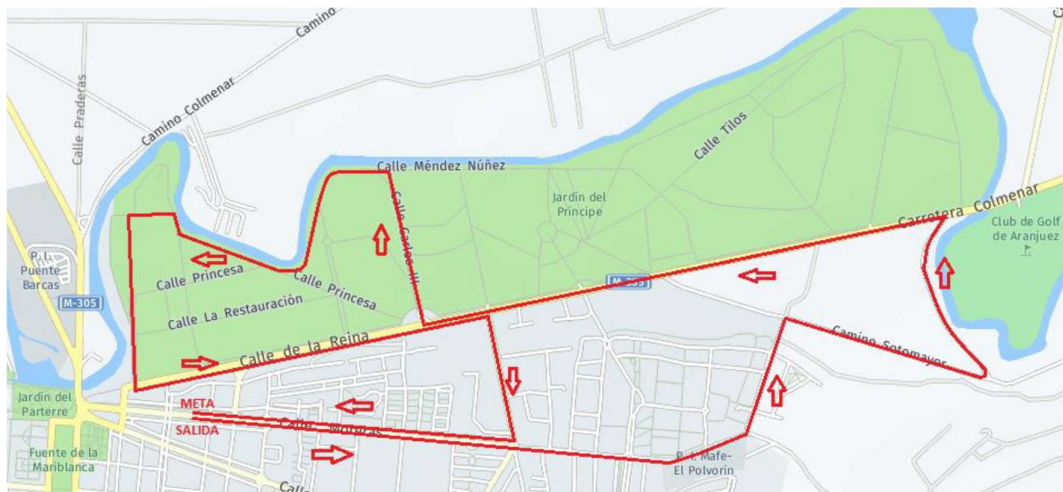 Calle Praderas
Camino Colmenar
Camino
Calle Méndez Núñez
Calle Tilos
Jardín del
Príncipe
Calle Carlos III
Carretera Colmenar
Club de Golf
de Aranjuez
P. I.
Puente
Barcas
M-305
Calle Princesa
Calle Princesa
Calle La Restauración
M-305
Calle de la Reina
Camino Sotomayor
Jardín del
Parterre
META
SALIDA
Calle
Fuente de la
Mariblanca
P. I. Mafe-
El Polvorín
Calle